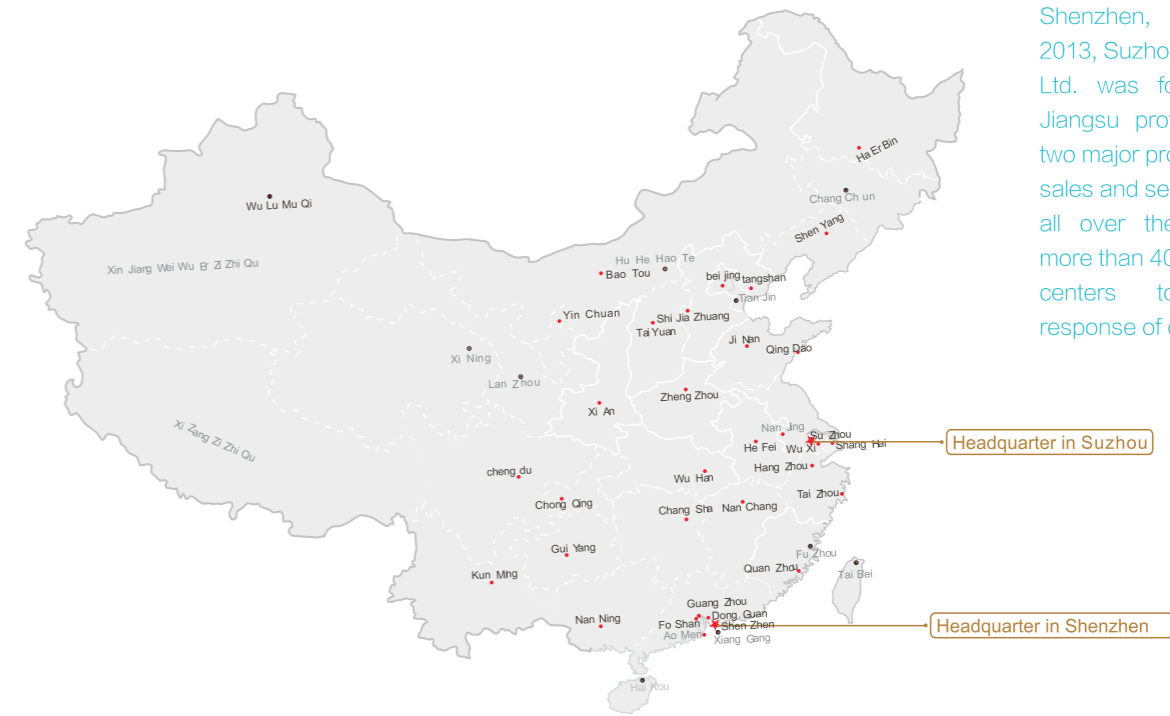 Shenzhen,
2013, Suzho
Ltd. was fo
Jiangsu prov
two major pro
sales and se
all over the
more than 40
centers to
response of
Ha Er Bin
Chang Ch un
Wu Lu Mu Qi
Shen Yang
Xin Jiang Wei Wu Er Zi Zhi Qu
Hu He Hao Te
Bao Tou
bei jing
tangshan
Tian Jin
Yin Chuan
Shi Jia Zhuang
Tai Yuan
Ji Nan
Qing Dao
Xi Ning
Lan Zhou
Zheng Zhou
Xi An
Xi Zang Zi Zhi Qu
Nan Jing
Su Zhou
He Fei
Wu Xi
Shang Hai
Headquarter in Suzhou
Hang Zhou
cheng du
Wu Han
Tai Zhou
Chong Qing
Chang Sha
Nan Chang
Gui Yang
Fu Zhou
Quan Zhou
Tai Bei
Kun Ming
Guang Zhou
Dong Guan
Nan Ning
Fo Shan
Shen Zhen
Headquarter in Shenzhen
Ao Men
Xiang Gang
Hai Kou